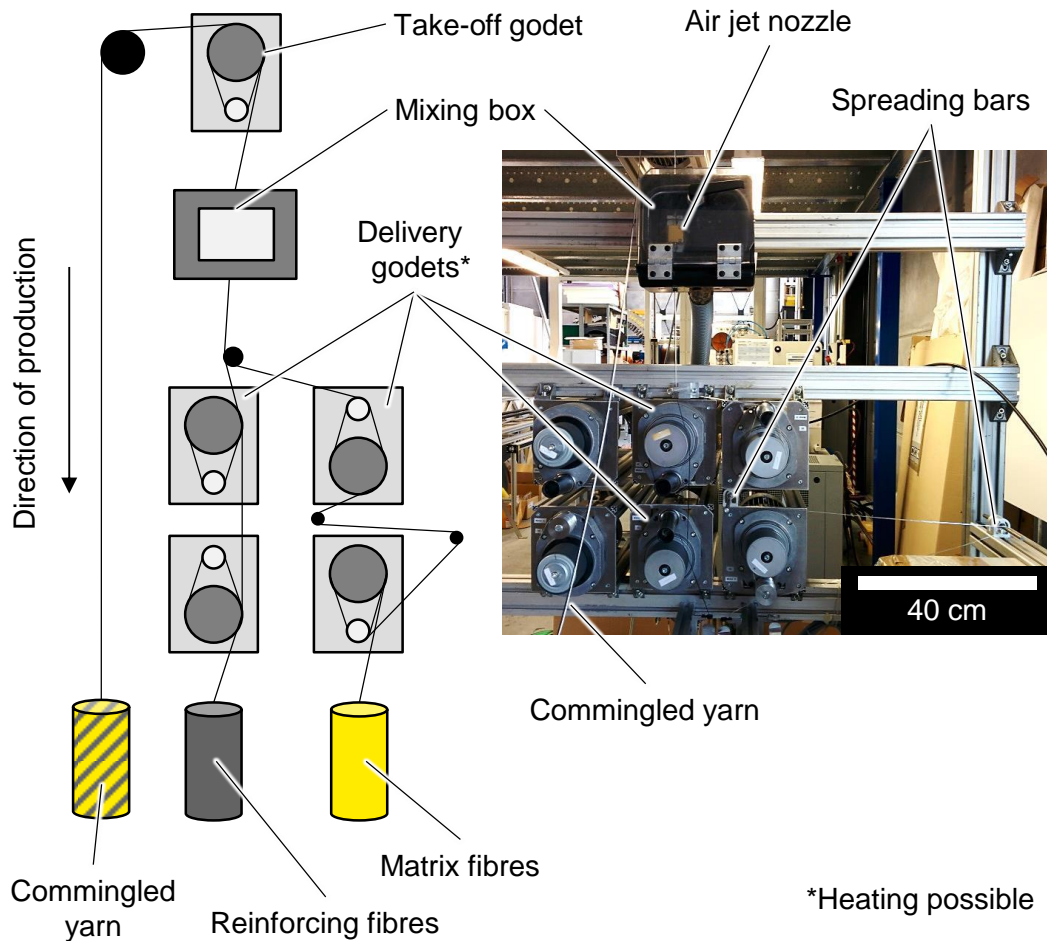 Take-off godet
Air jet nozzle
Mixing box
Spreading bars
Delivery
godets*
Direction of production
40 cm
Commingled yarn
Matrix fibres
Commingled
yarn
Reinforcing fibres
*Heating possible